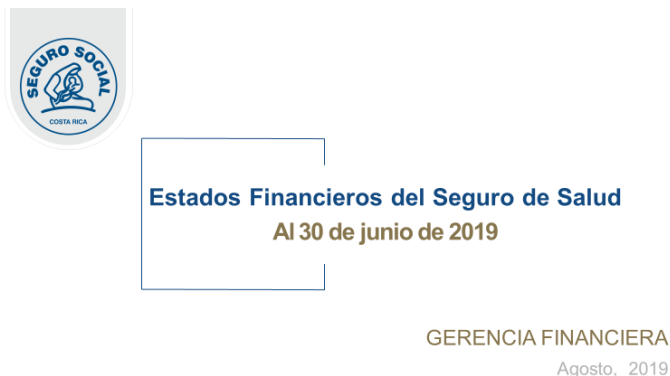 SEGURO SOCIAL
COSTA RICA
Estados Financieros del Seguro de Salud
Al 30 de junio de 2019
GERENCIA FINANCIERA
Agosto, 2019